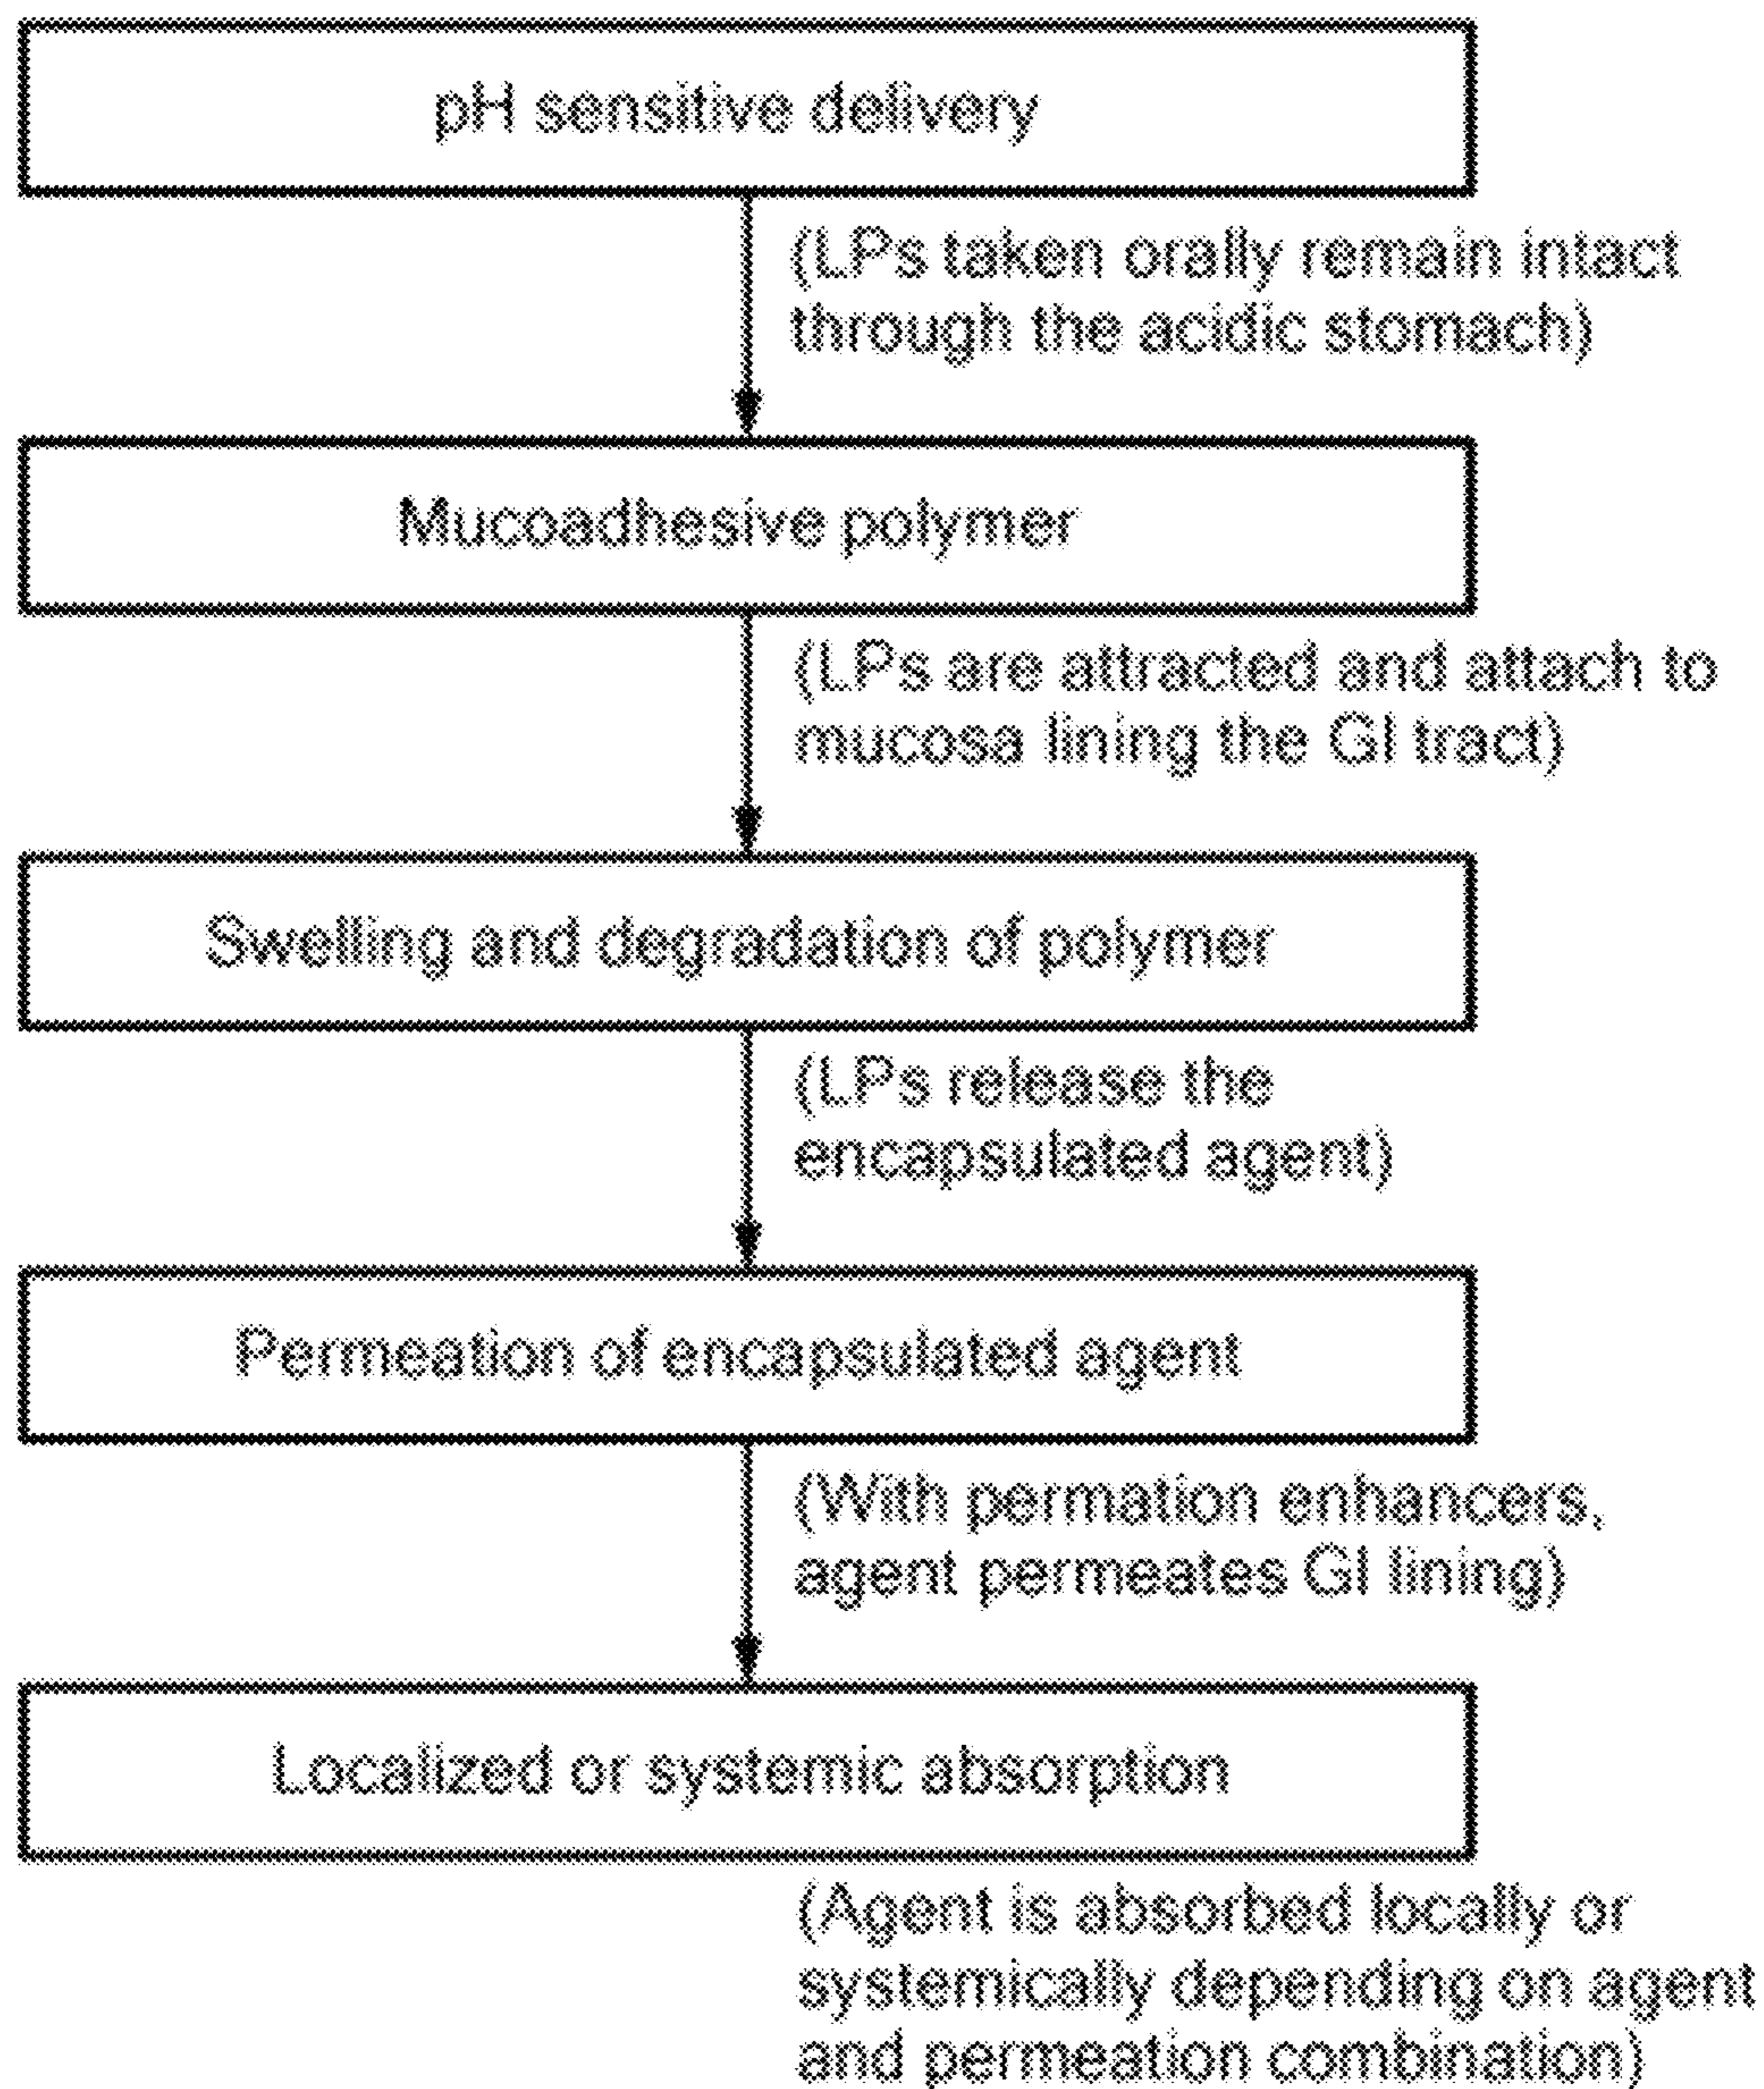 pH sensitive delivery
(LPs taken orally remain intact
through the acidic stomach)
Mucoadhesive polymer
(LPs are attracted and attach to
mucosa lining the GI tract)
Swelling and degradation of polymer
(LPs release the
encapsulated agent)
Permeation of encapsulated agent
(With permation enhancers,
agent permeates GI lining)
Localized or systemic absorption
(Agent is absorbed locally or
systemically depending on agent
and permeation combination)